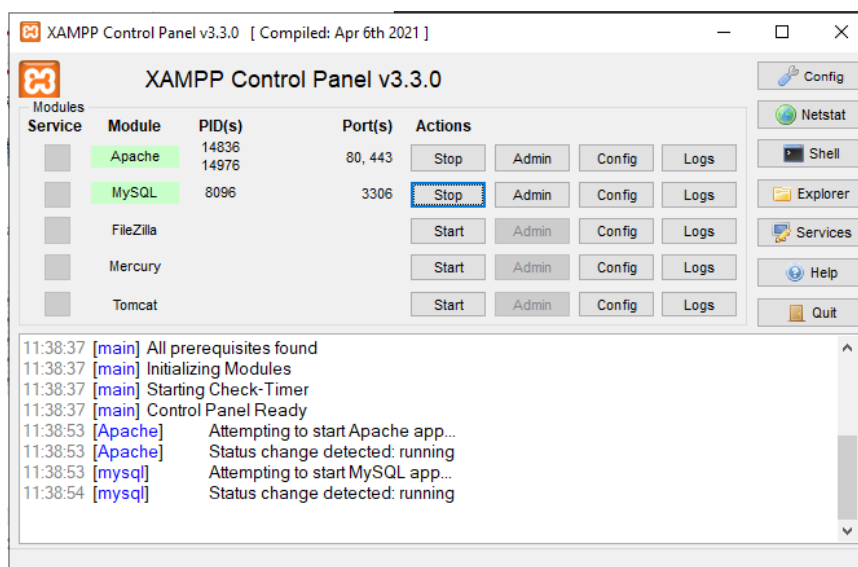 XAMPP Control Panel v3.3.0 [ Compiled: Apr 6th 2021 ]
XAMPP Control Panel v3.3.0
Config
Modules
Service Module PID(s) Port(s) Actions
Netstat
Apache 14836 14976 80, 443 Stop Admin Config Logs
Shell
MySQL 8096 3306 Stop Admin Config Logs
Explorer
FileZilla Start Admin Config Logs
Services
Mercury Start Admin Config Logs
Help
Tomcat Start Admin Config Logs
Quit
11:38:37 [main] All prerequisites found
11:38:37 [main] Initializing Modules
11:38:37 [main] Starting Check-Timer
11:38:37 [main] Control Panel Ready
11:38:53 [Apache] Attempting to start Apache app...
11:38:53 [Apache] Status change detected: running
11:38:53 [mysql] Attempting to start MySQL app...
11:38:54 [mysql] Status change detected: running